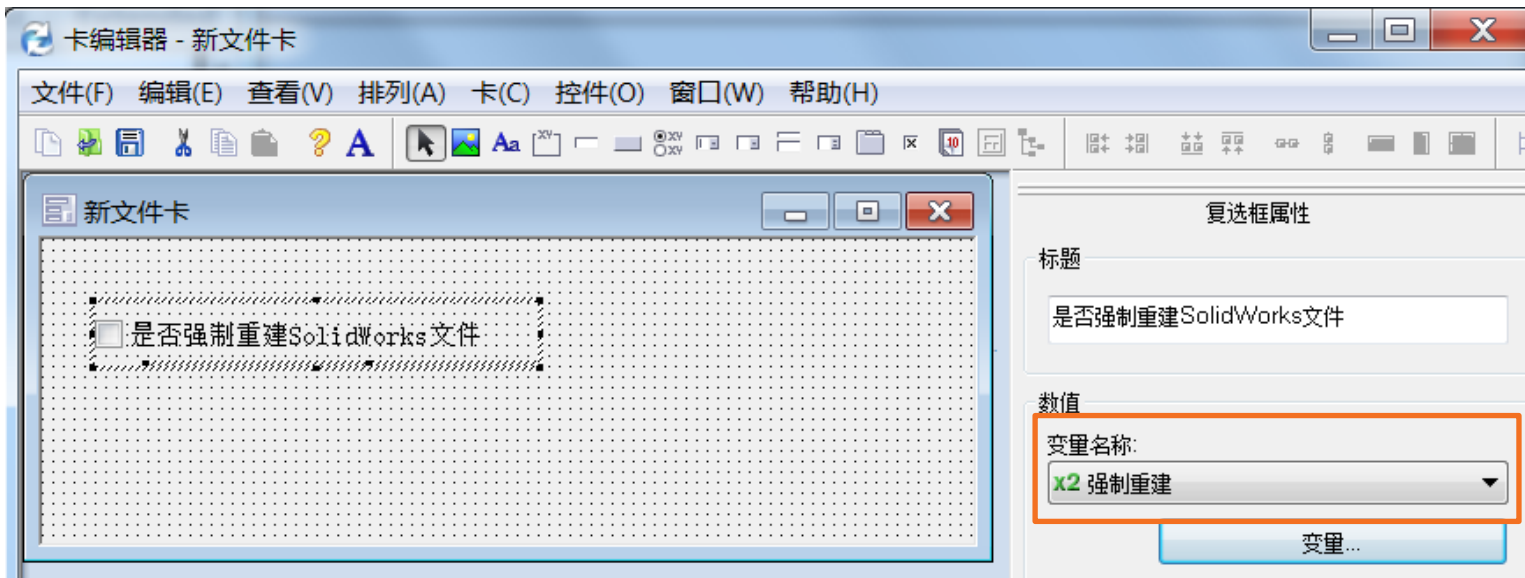 卡编辑器 - 新文件卡
文件(F) 编辑(E) 查看(V) 排列(A) 卡(C) 控件(O) 窗口(W) 帮助(H)
新文件卡
是否强制重建SolidWorks文件
复选框属性
标题
是否强制重建SolidWorks文件
数值
变量名称:
x2 强制重建
变量...